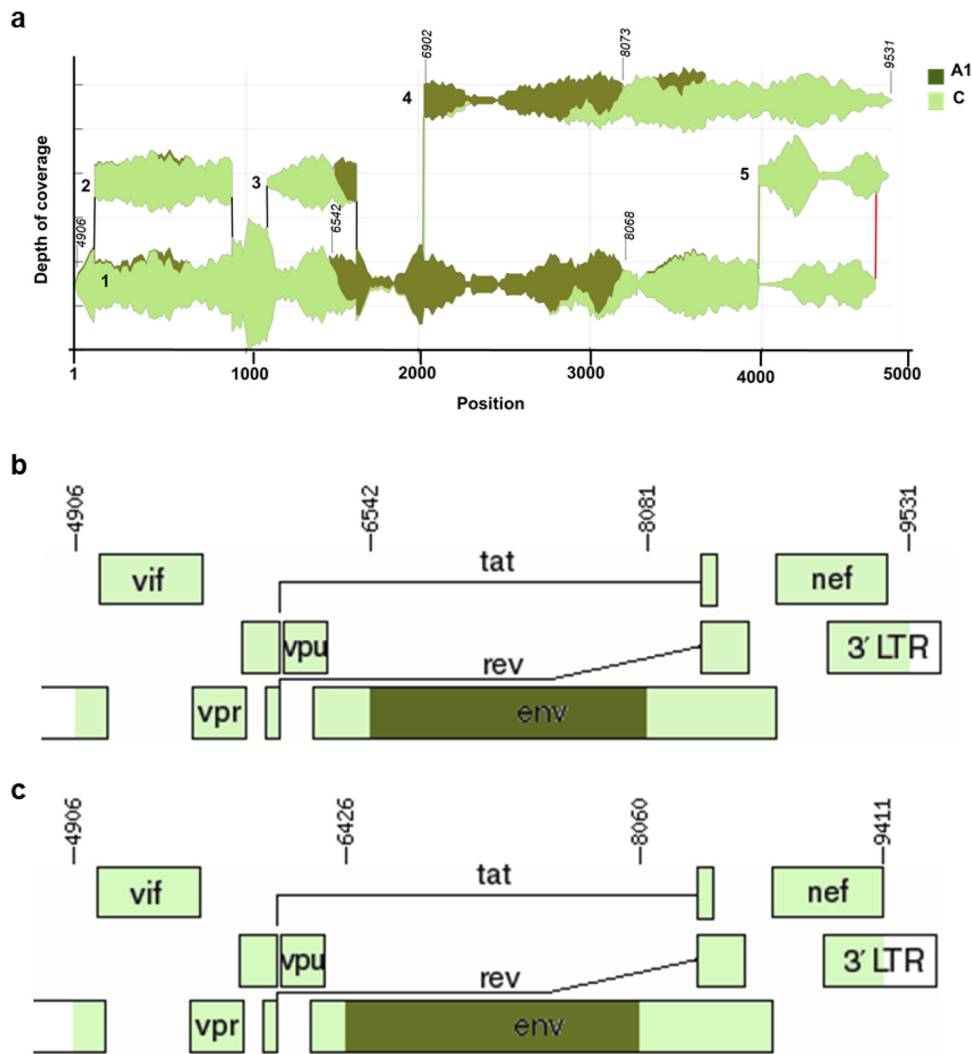 a
6902
8073
9531
A1
C
4
2
3
5
4906
6542
8068
1
Depth of coverage
1
1000
2000
3000
4000
5000
Position
b
4906
6542
8081
9531
tat
vif
nef
vpu
rev
3′ LTR
vpr
env
c
4906
6426
8060
9411
tat
vif
nef
vpu
rev
3′ LTR
vpr
env